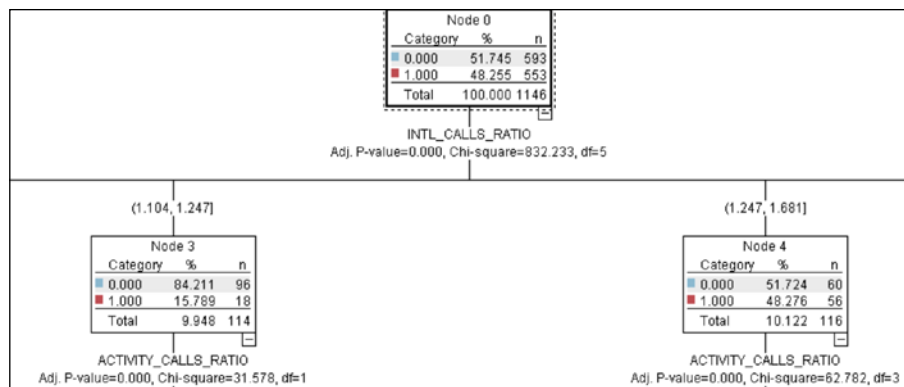 Node 0
Category % n
0.000 51.745 593
1.000 48.255 553
Total 100.000 1146
INTL_CALLS_RATIO
Adj. P-value=0.000, Chi-square=832.233, df=5
(1.104, 1.247]
(1.247, 1.681]
Node 3
Category % n
0.000 84.211 96
1.000 15.789 18
Total 9.948 114
ACTIVITY_CALLS_RATIO
Adj. P-value=0.000, Chi-square=31.578, df=1
Node 4
Category % n
0.000 51.724 60
1.000 48.276 56
Total 10.122 116
ACTIVITY_CALLS_RATIO
Adj. P-value=0.000, Chi-square=62.782, df=3